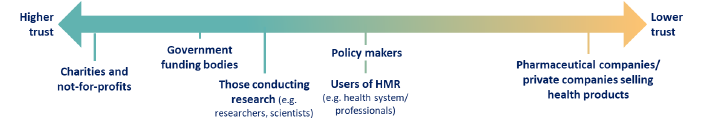 Higher
trust
Lower
trust
Charities and
not-for-profits
Government
funding bodies
Those conducting
research (e.g.
researchers, scientists)
Policy makers
Users of HMR
(e.g. health system/
professionals)
Pharmaceutical companies/
private companies selling
health products